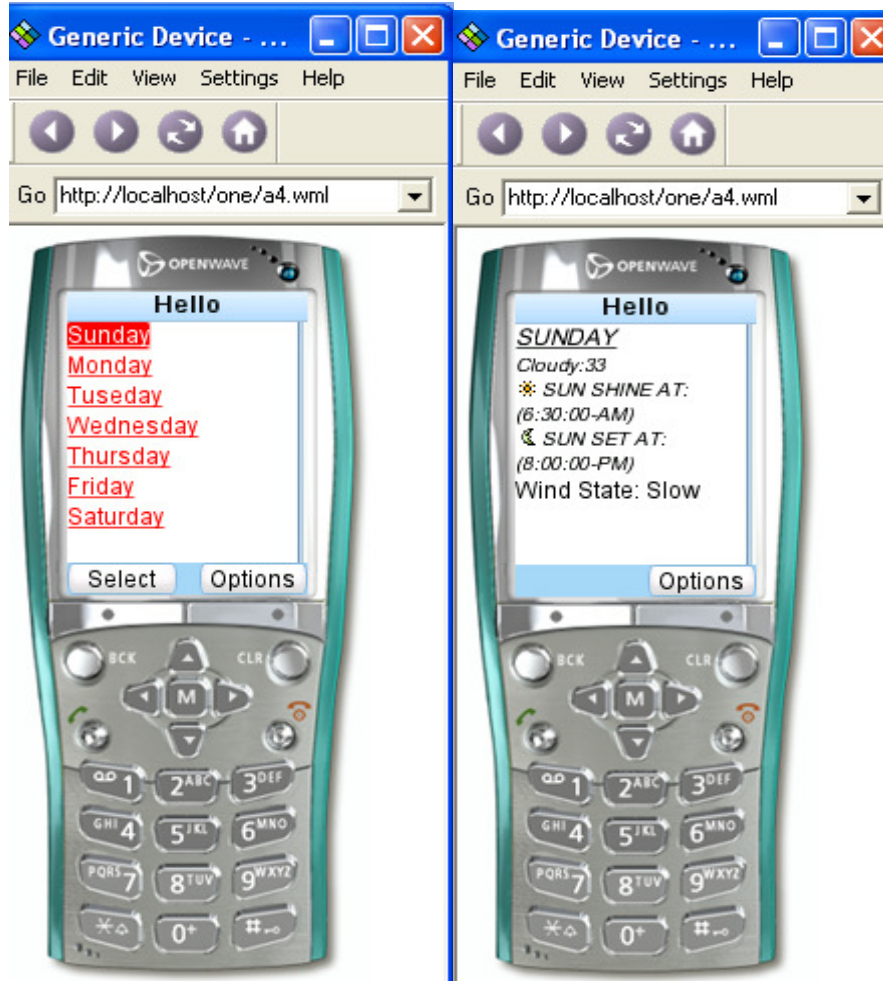 Generic Device - ...
File Edit View Settings Help
Go http://localhost/one/a4.wml
OPENWAVE
Hello
Sunday
Monday
Tuseday
Wednesday
Thursday
Friday
Saturday
Select Options
BCK CLR
M
1 2ABC 3DEF
GHI4 5JKL 6MNO
PQRS7 8TUV 9WXYZ
* 0+ #
Generic Device - ...
File Edit View Settings Help
Go http://localhost/one/a4.wml
OPENWAVE
Hello
SUNDAY
Cloudy:33
SUN SHINE AT:
(6:30:00-AM)
SUN SET AT:
(8:00:00-PM)
Wind State: Slow
Options
BCK CLR
M
1 2ABC 3DEF
GHI4 5JKL 6MNO
PQRS7 8TUV 9WXYZ
* 0+ #